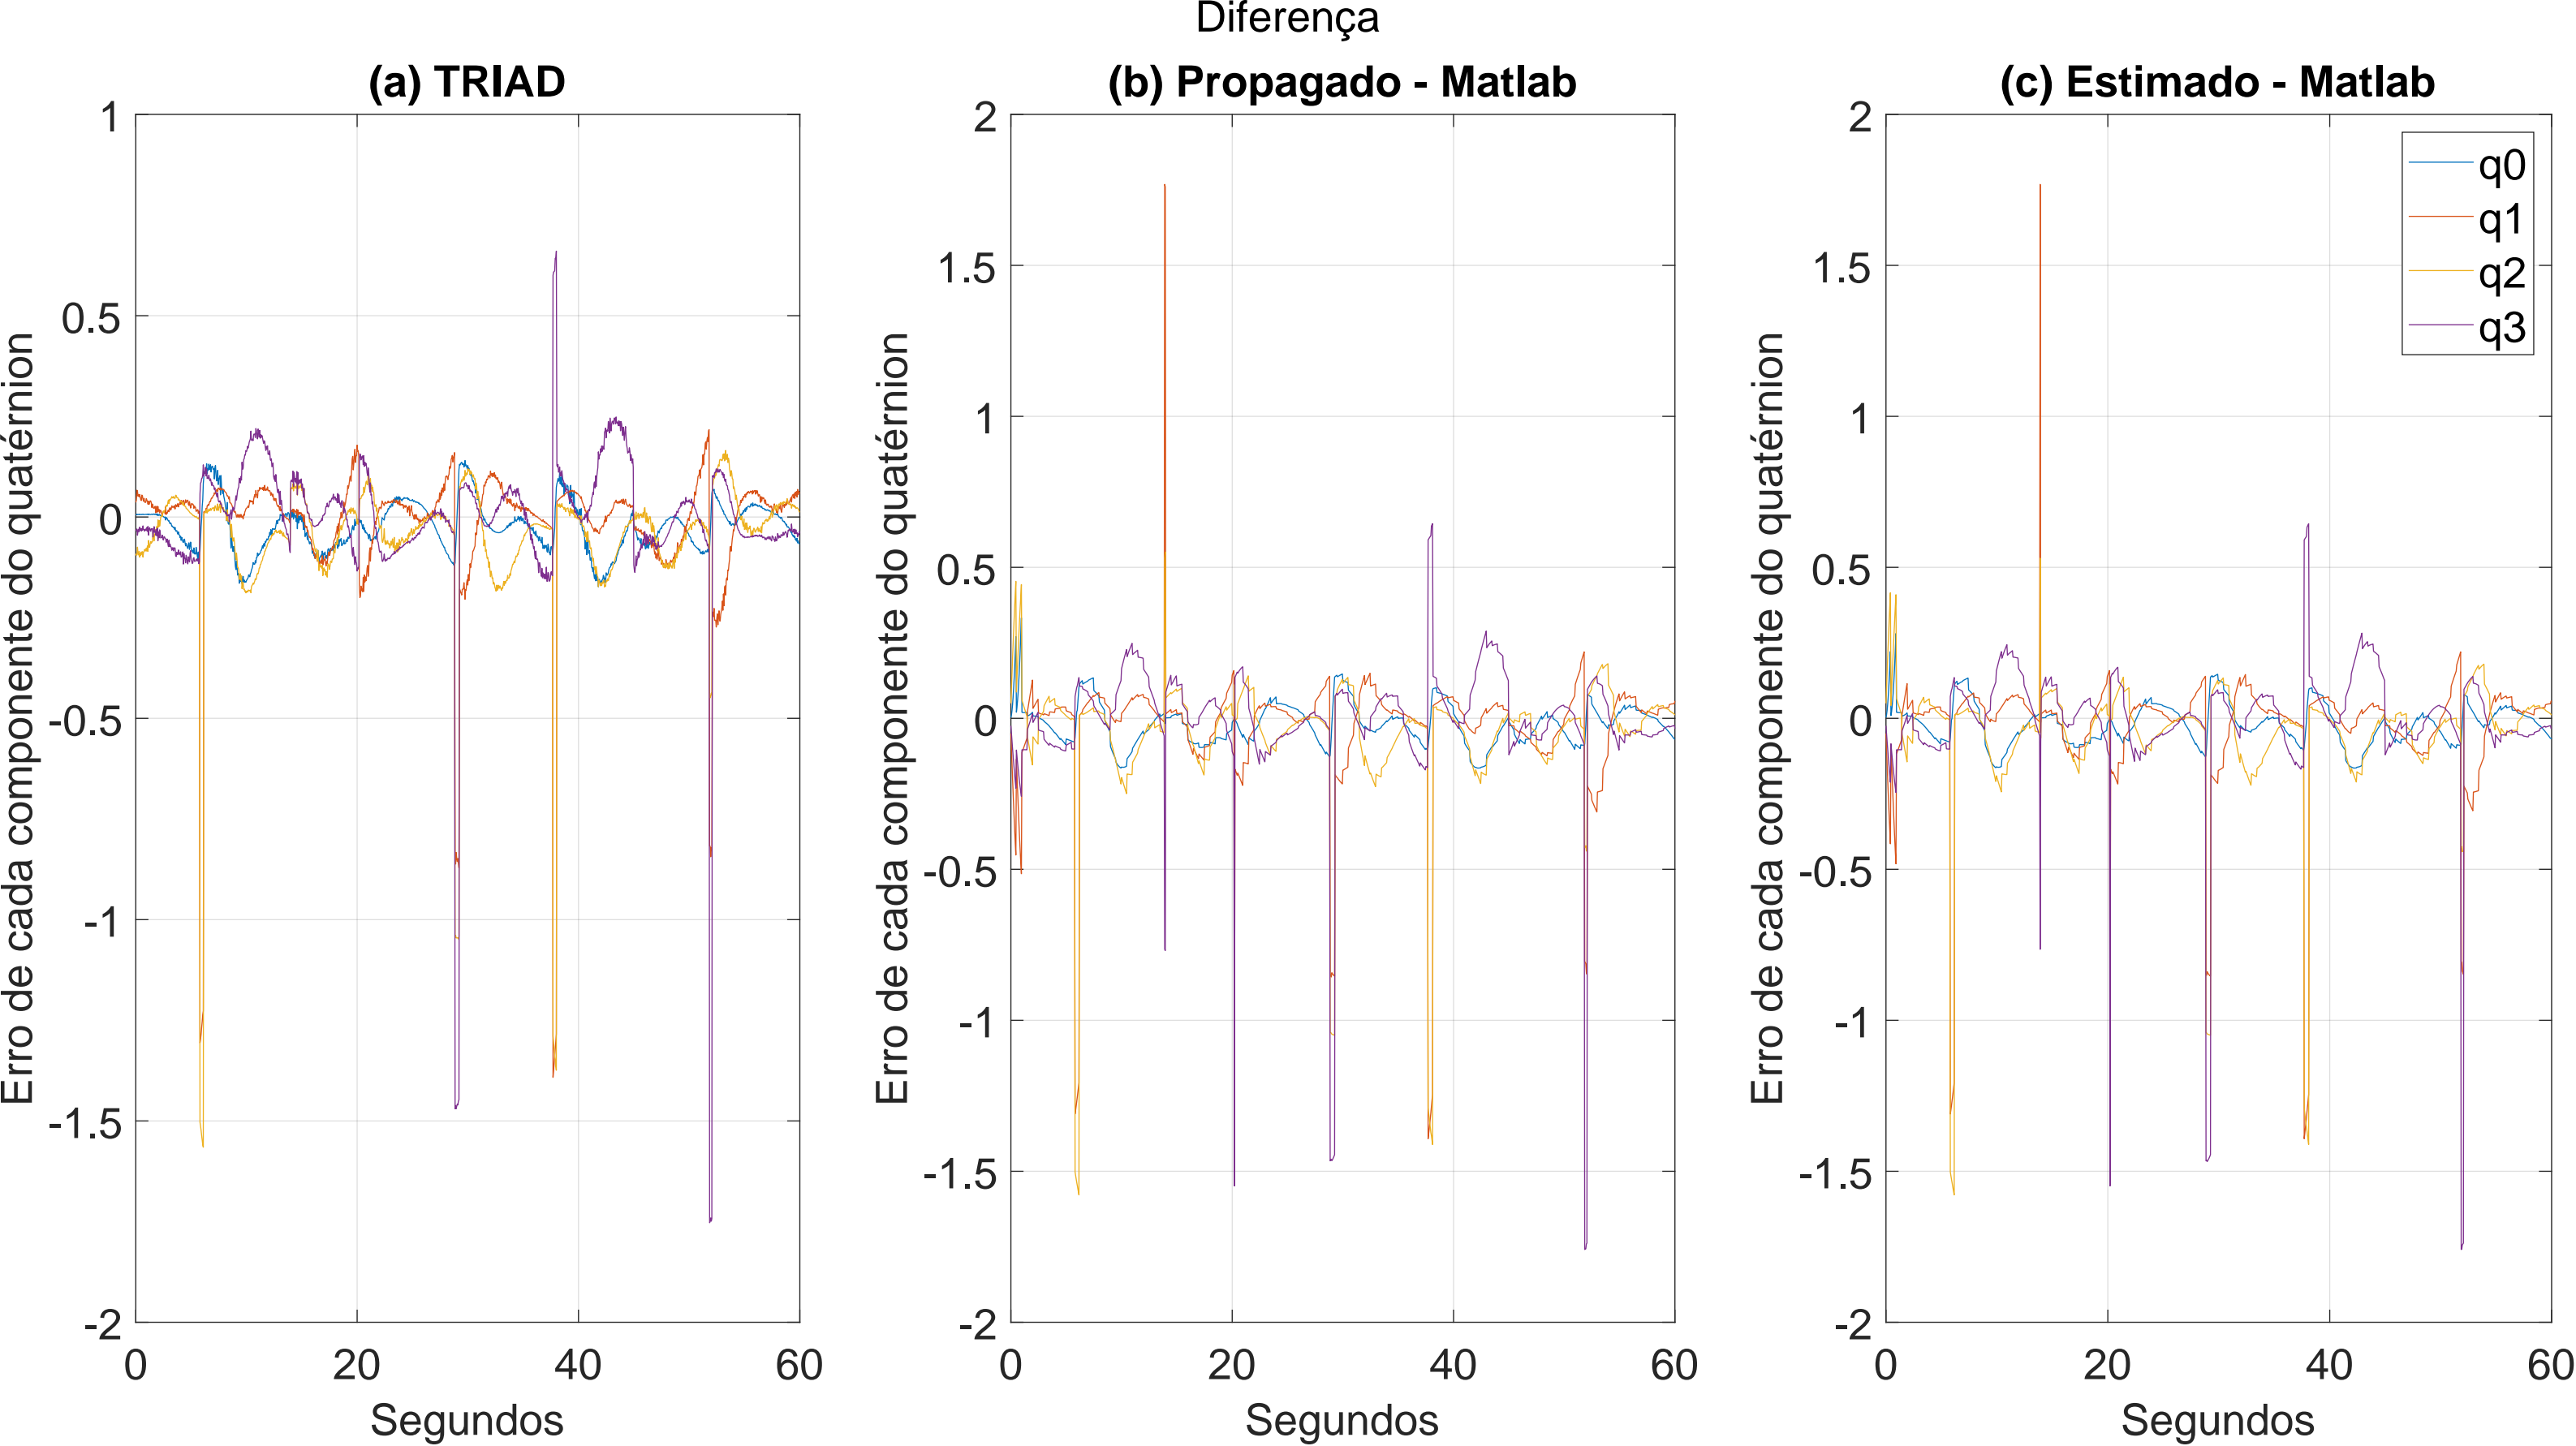 Diferença
(a) TRIAD
Erro de cada componente do quatérnion
1
0.5
0
-0.5
-1
-1.5
-2
0 20 40 60
Segundos
(b) Propagado - Matlab
Erro de cada componente do quatérnion
2
1.5
1
0.5
0
-0.5
-1
-1.5
-2
0 20 40 60
Segundos
(c) Estimado - Matlab
Erro de cada componente do quatérnion
2
1.5
1
0.5
0
-0.5
-1
-1.5
-2
0 20 40 60
Segundos
q0
q1
q2
q3